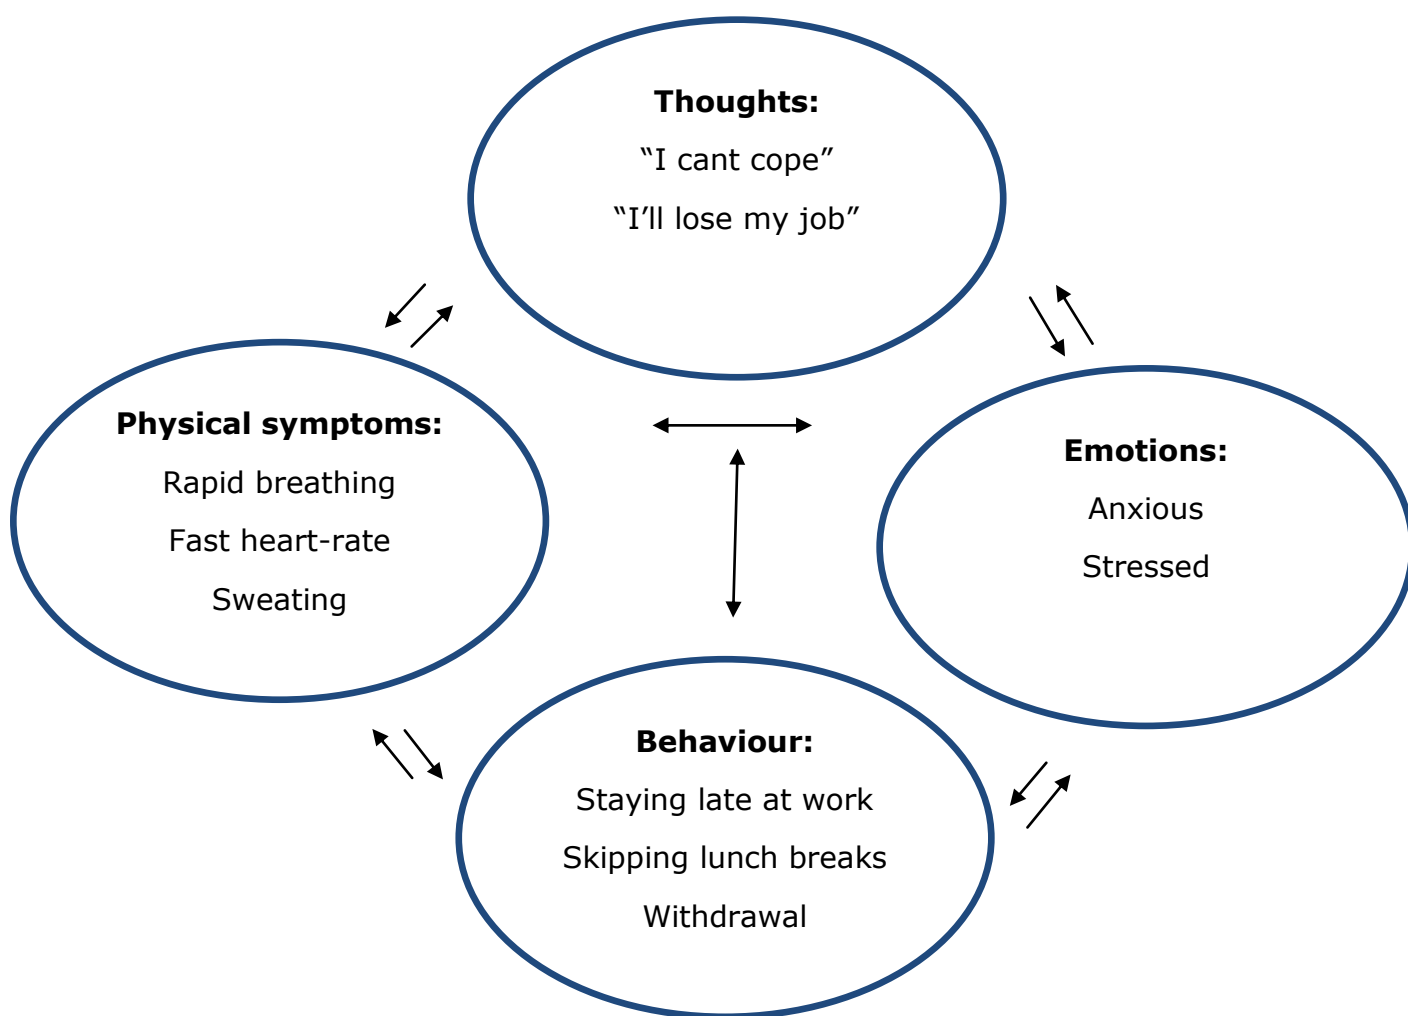 Thoughts:
“I cant cope”
“I’ll lose my job”
Physical symptoms:
Rapid breathing
Fast heart-rate
Sweating
Emotions:
Anxious
Stressed
Behaviour:
Staying late at work
Skipping lunch breaks
Withdrawal